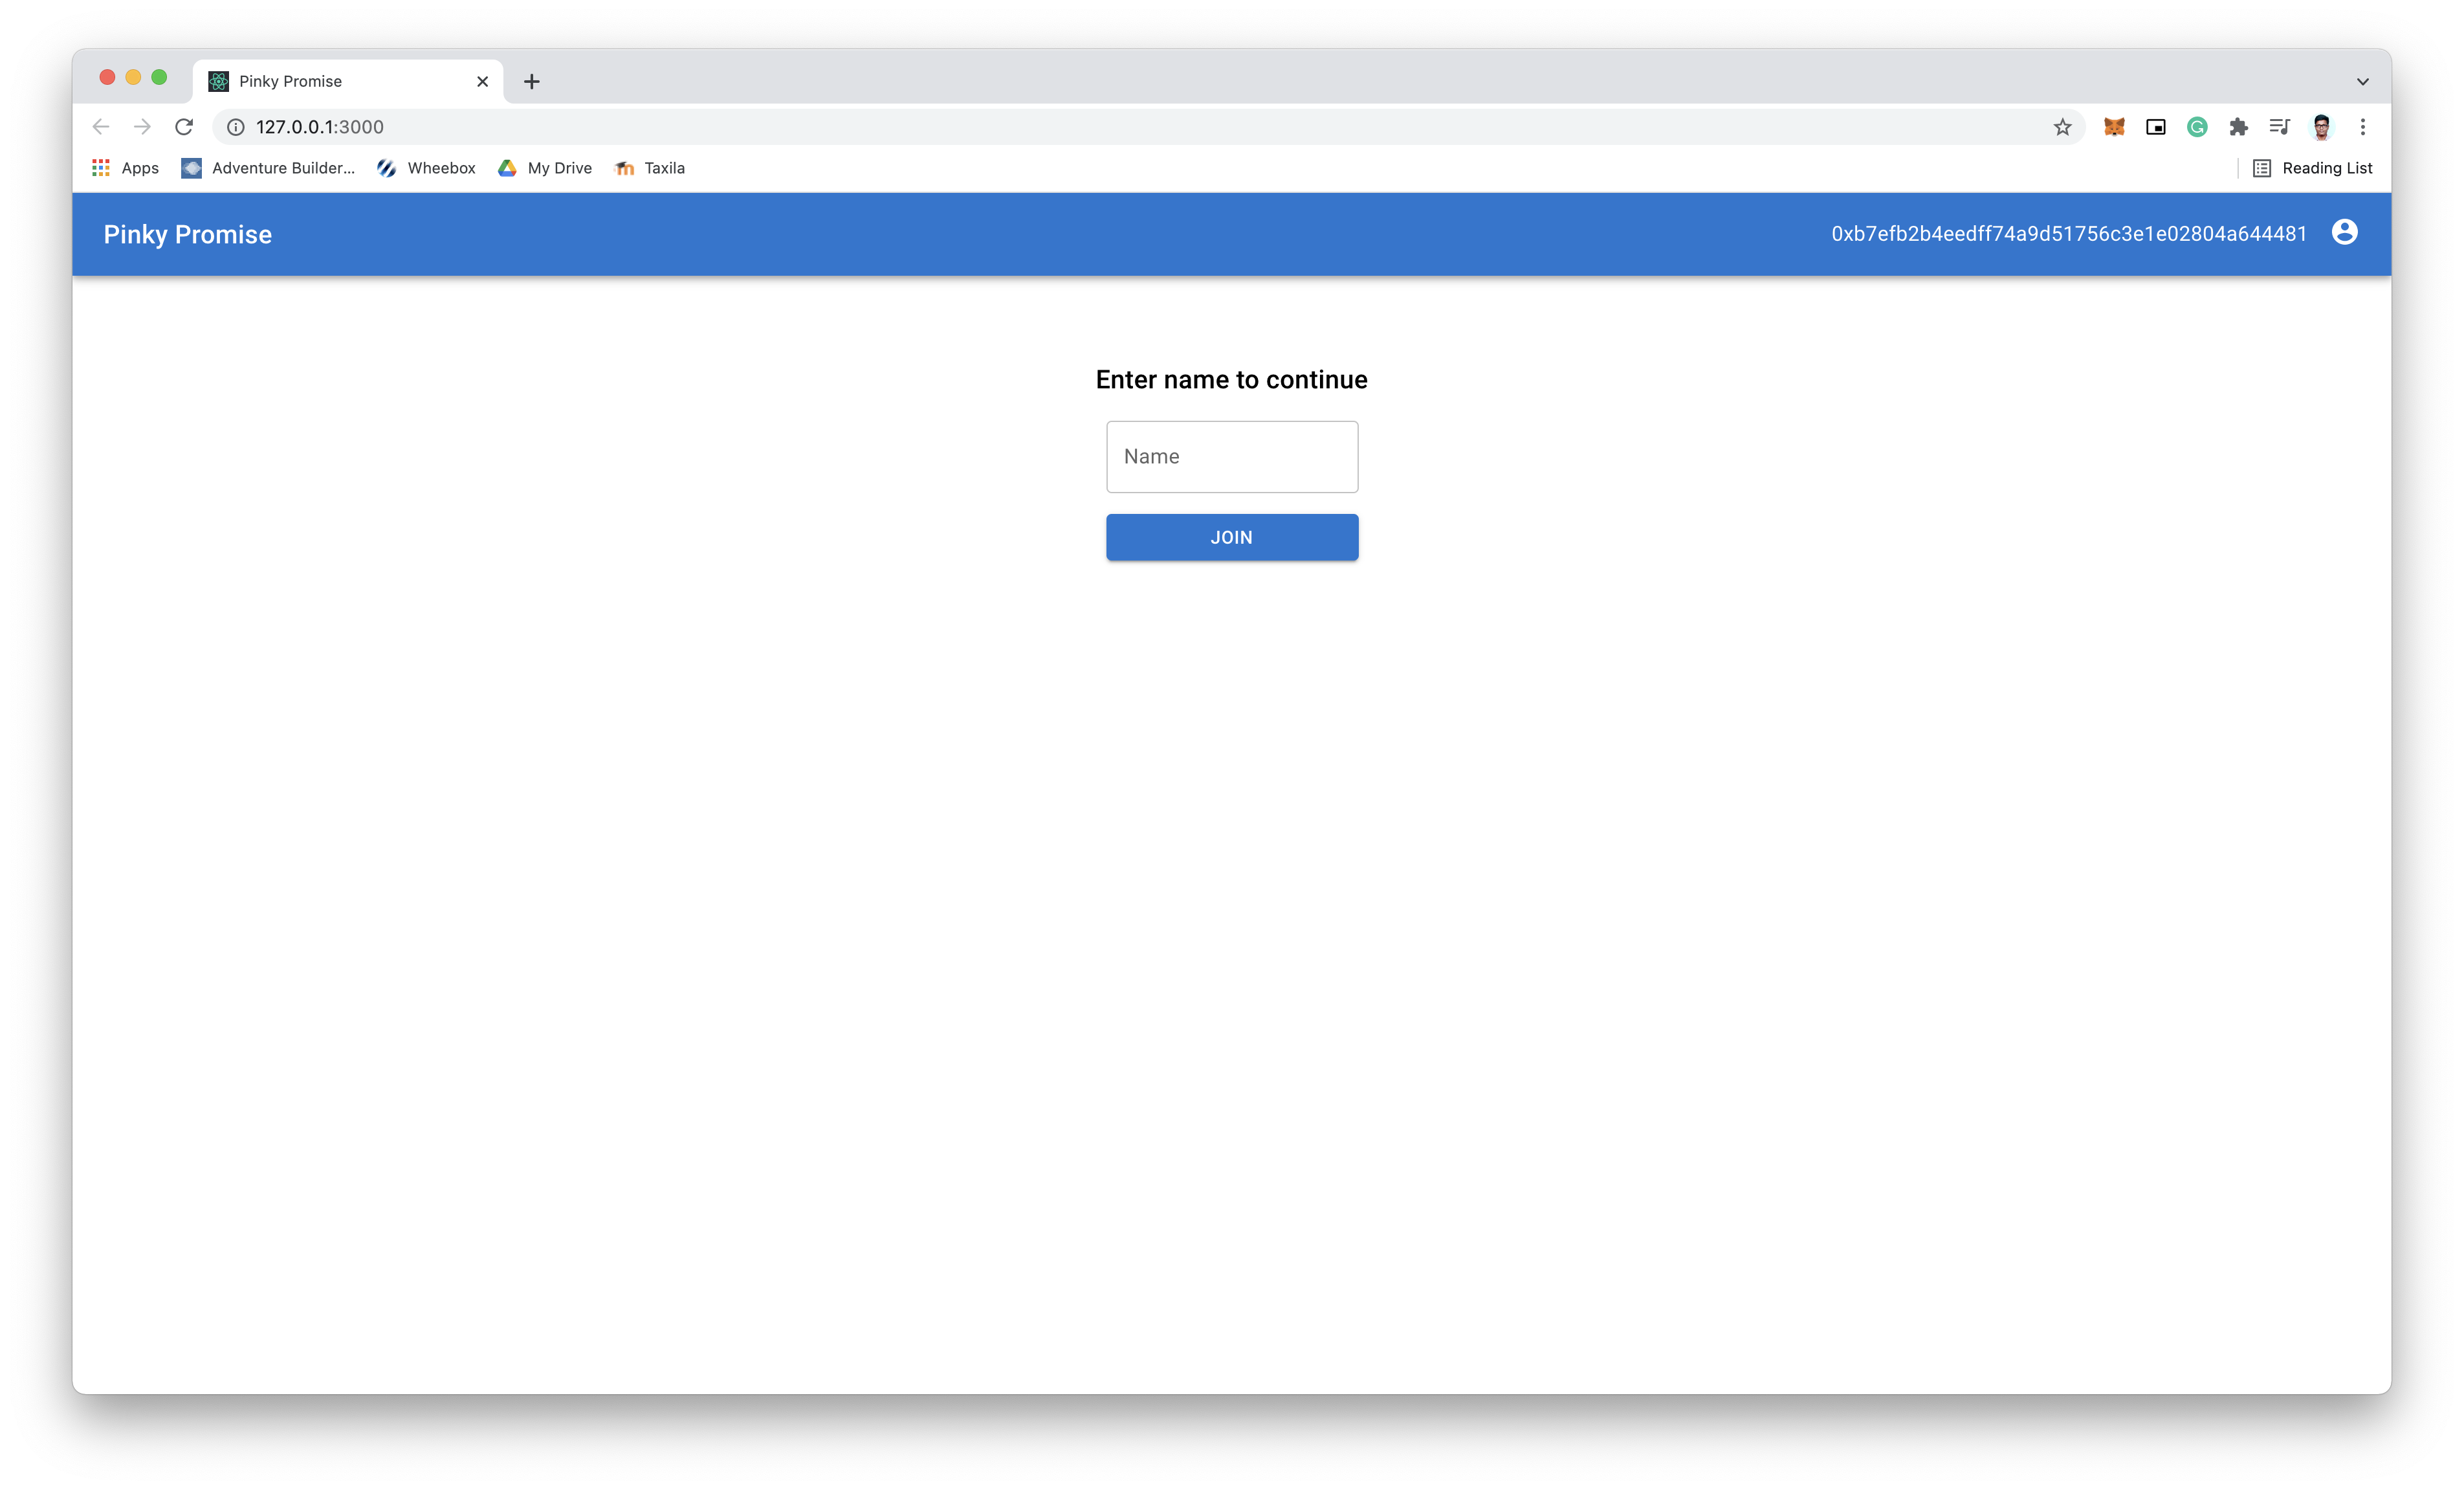 Pinky Promise
127.0.0.1:3000
Apps
Adventure Builder...
Wheebox
My Drive
Taxila
Reading List
Pinky Promise
0xb7efb2b4eedff74a9d51756c3e1e02804a644481
Enter name to continue
Name
JOIN